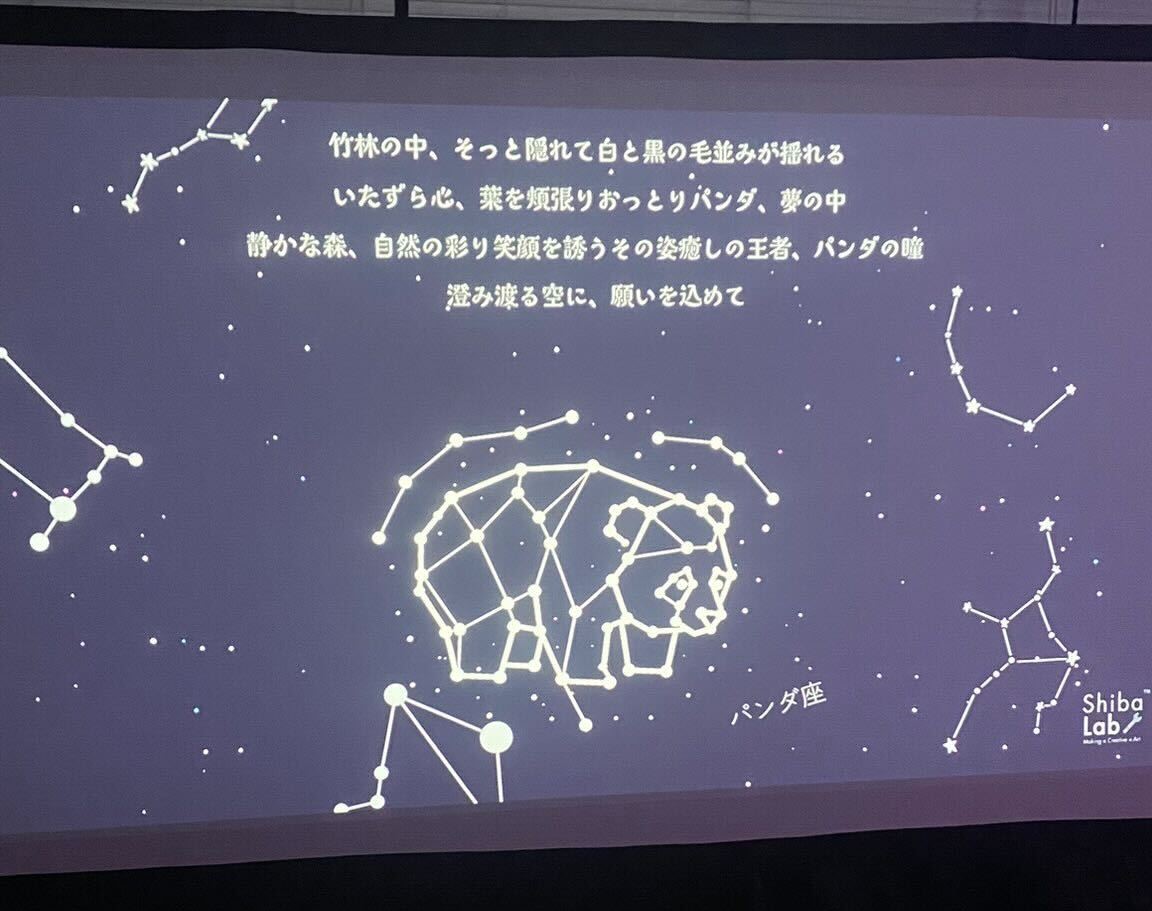 竹林の中、そっと隠れて白と黒の毛並みが揺れる
いたずら心、葉を頬張りおっとりパンダ、夢の中
静かな森、自然の彩り笑顔を誘うその姿癒しの王者、パンダの瞳
澄み渡る空に、願いを込めて
パンダ座
Shiba
Lab